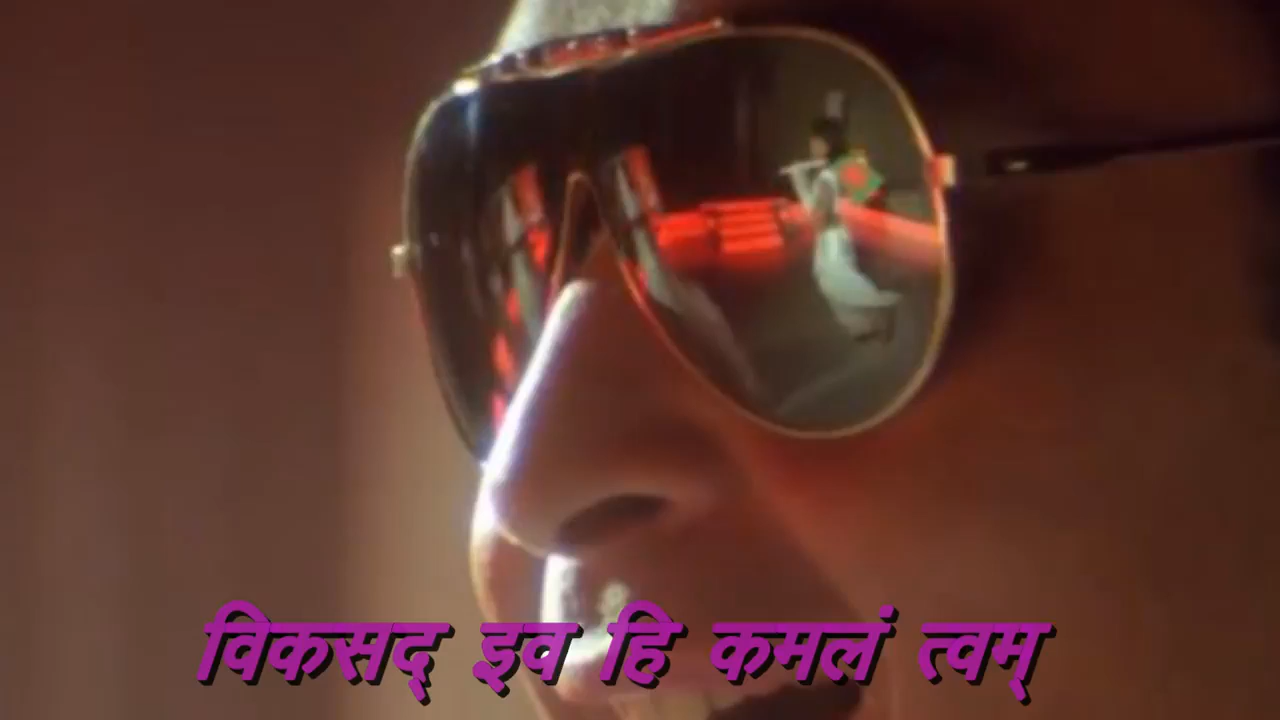 विकसद् इव हि कमलं त्वम्